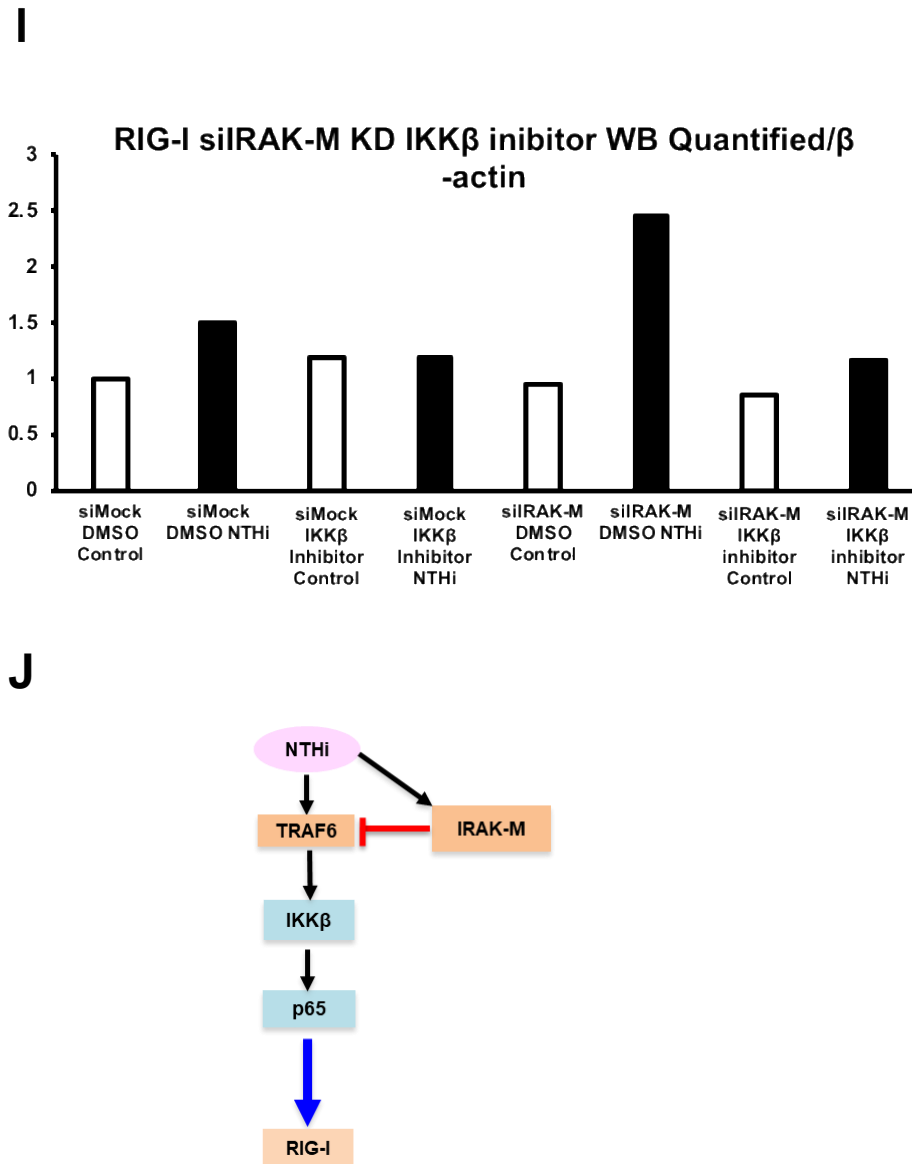 I
RIG-I siIRAK-M KD IKKβ inibitor WB Quantified/β
-actin
3
2.5
2
1.5
1
0.5
0
siMock
DMSO
Control
siMock
DMSO NTHi
siMock
IKKβ
Inhibitor
Control
siMock
IKKβ
Inhibitor
NTHi
siIRAK-M
DMSO
Control
siIRAK-M
DMSO NTHi
siIRAK-M
IKKβ
inhibitor
Control
siIRAK-M
IKKβ
inhibitor
NTHi
J
NTHi
TRAF6
IRAK-M
IKKβ
p65
RIG-I